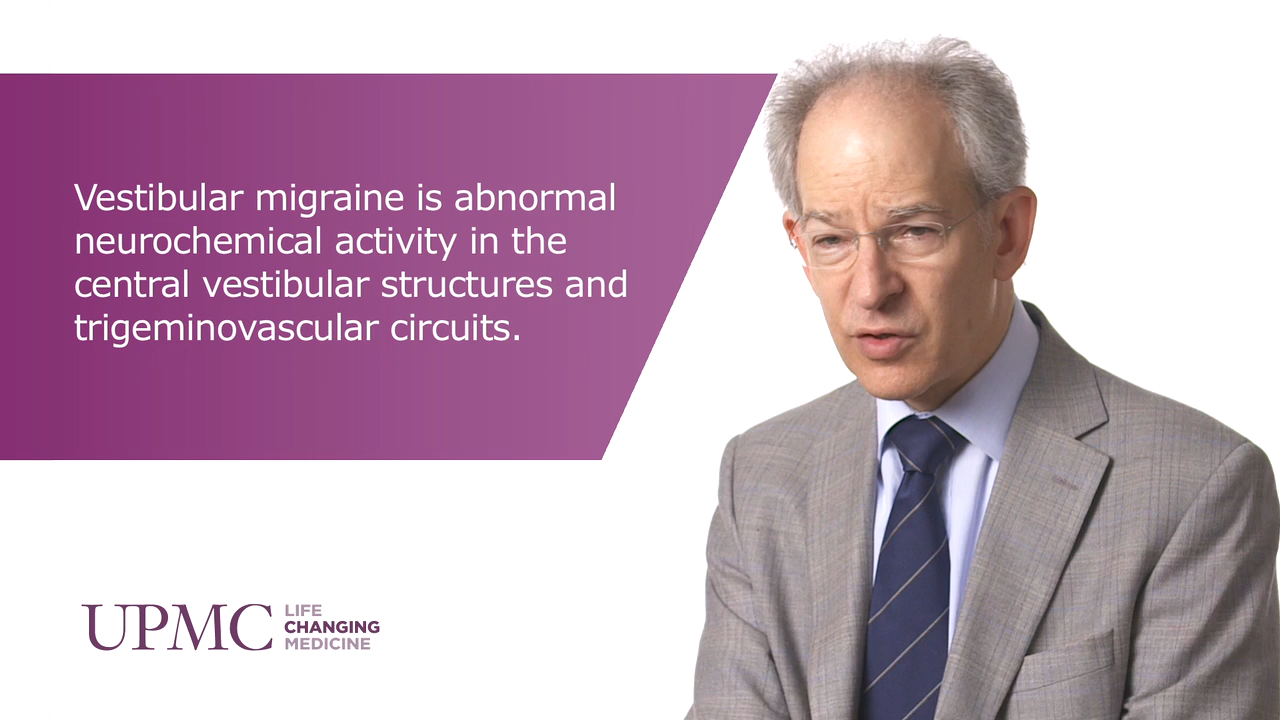 Vestibular migraine is abnormal
neurochemical activity in the
central vestibular structures and
trigeminovascular circuits.
UPMC
LIFE
CHANGING
MEDICINE